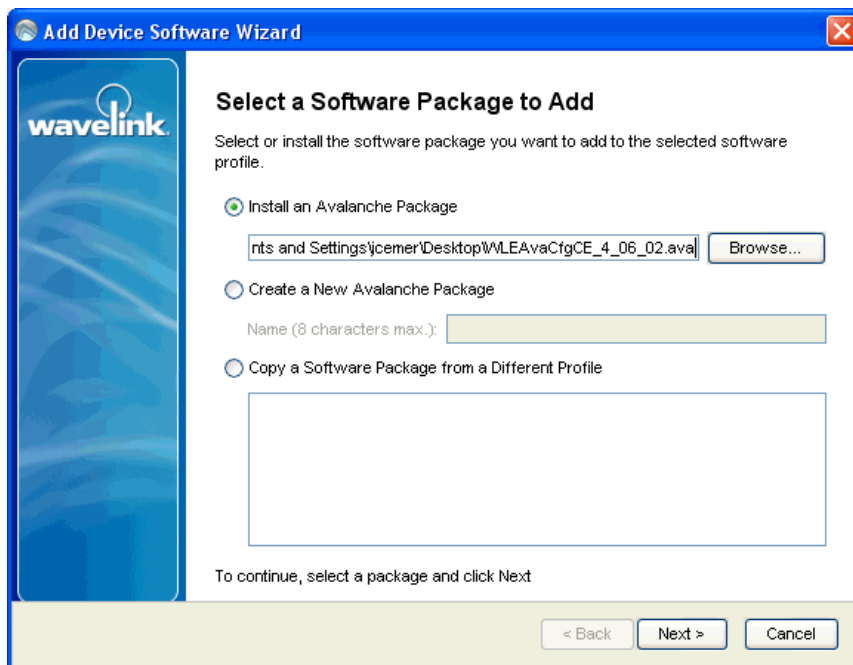 Add Device Software Wizard
wavelink
Select a Software Package to Add
Select or install the software package you want to add to the selected software
profile.
Install an Avalanche Package
nts and Settings\jcemer\Desktop\WLEAvaCfgCE_4_06_02.ava
Browse...
Create a New Avalanche Package
Name (8 characters max.):
Copy a Software Package from a Different Profile
To continue, select a package and click Next
< Back
Next >
Cancel